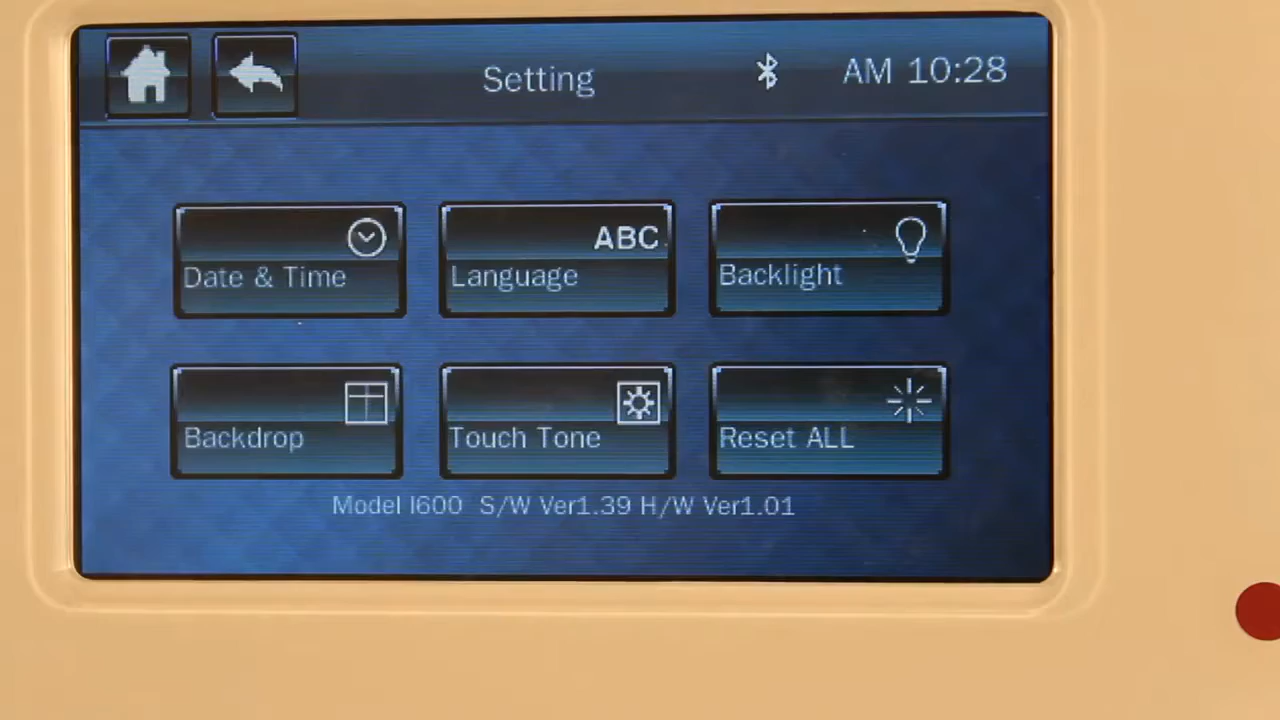 Setting AM 10:28
ABC
Date & Time Language Backlight
Backdrop Touch Tone Reset ALL
Model I600 S/W Ver1.39 H/W Ver1.01